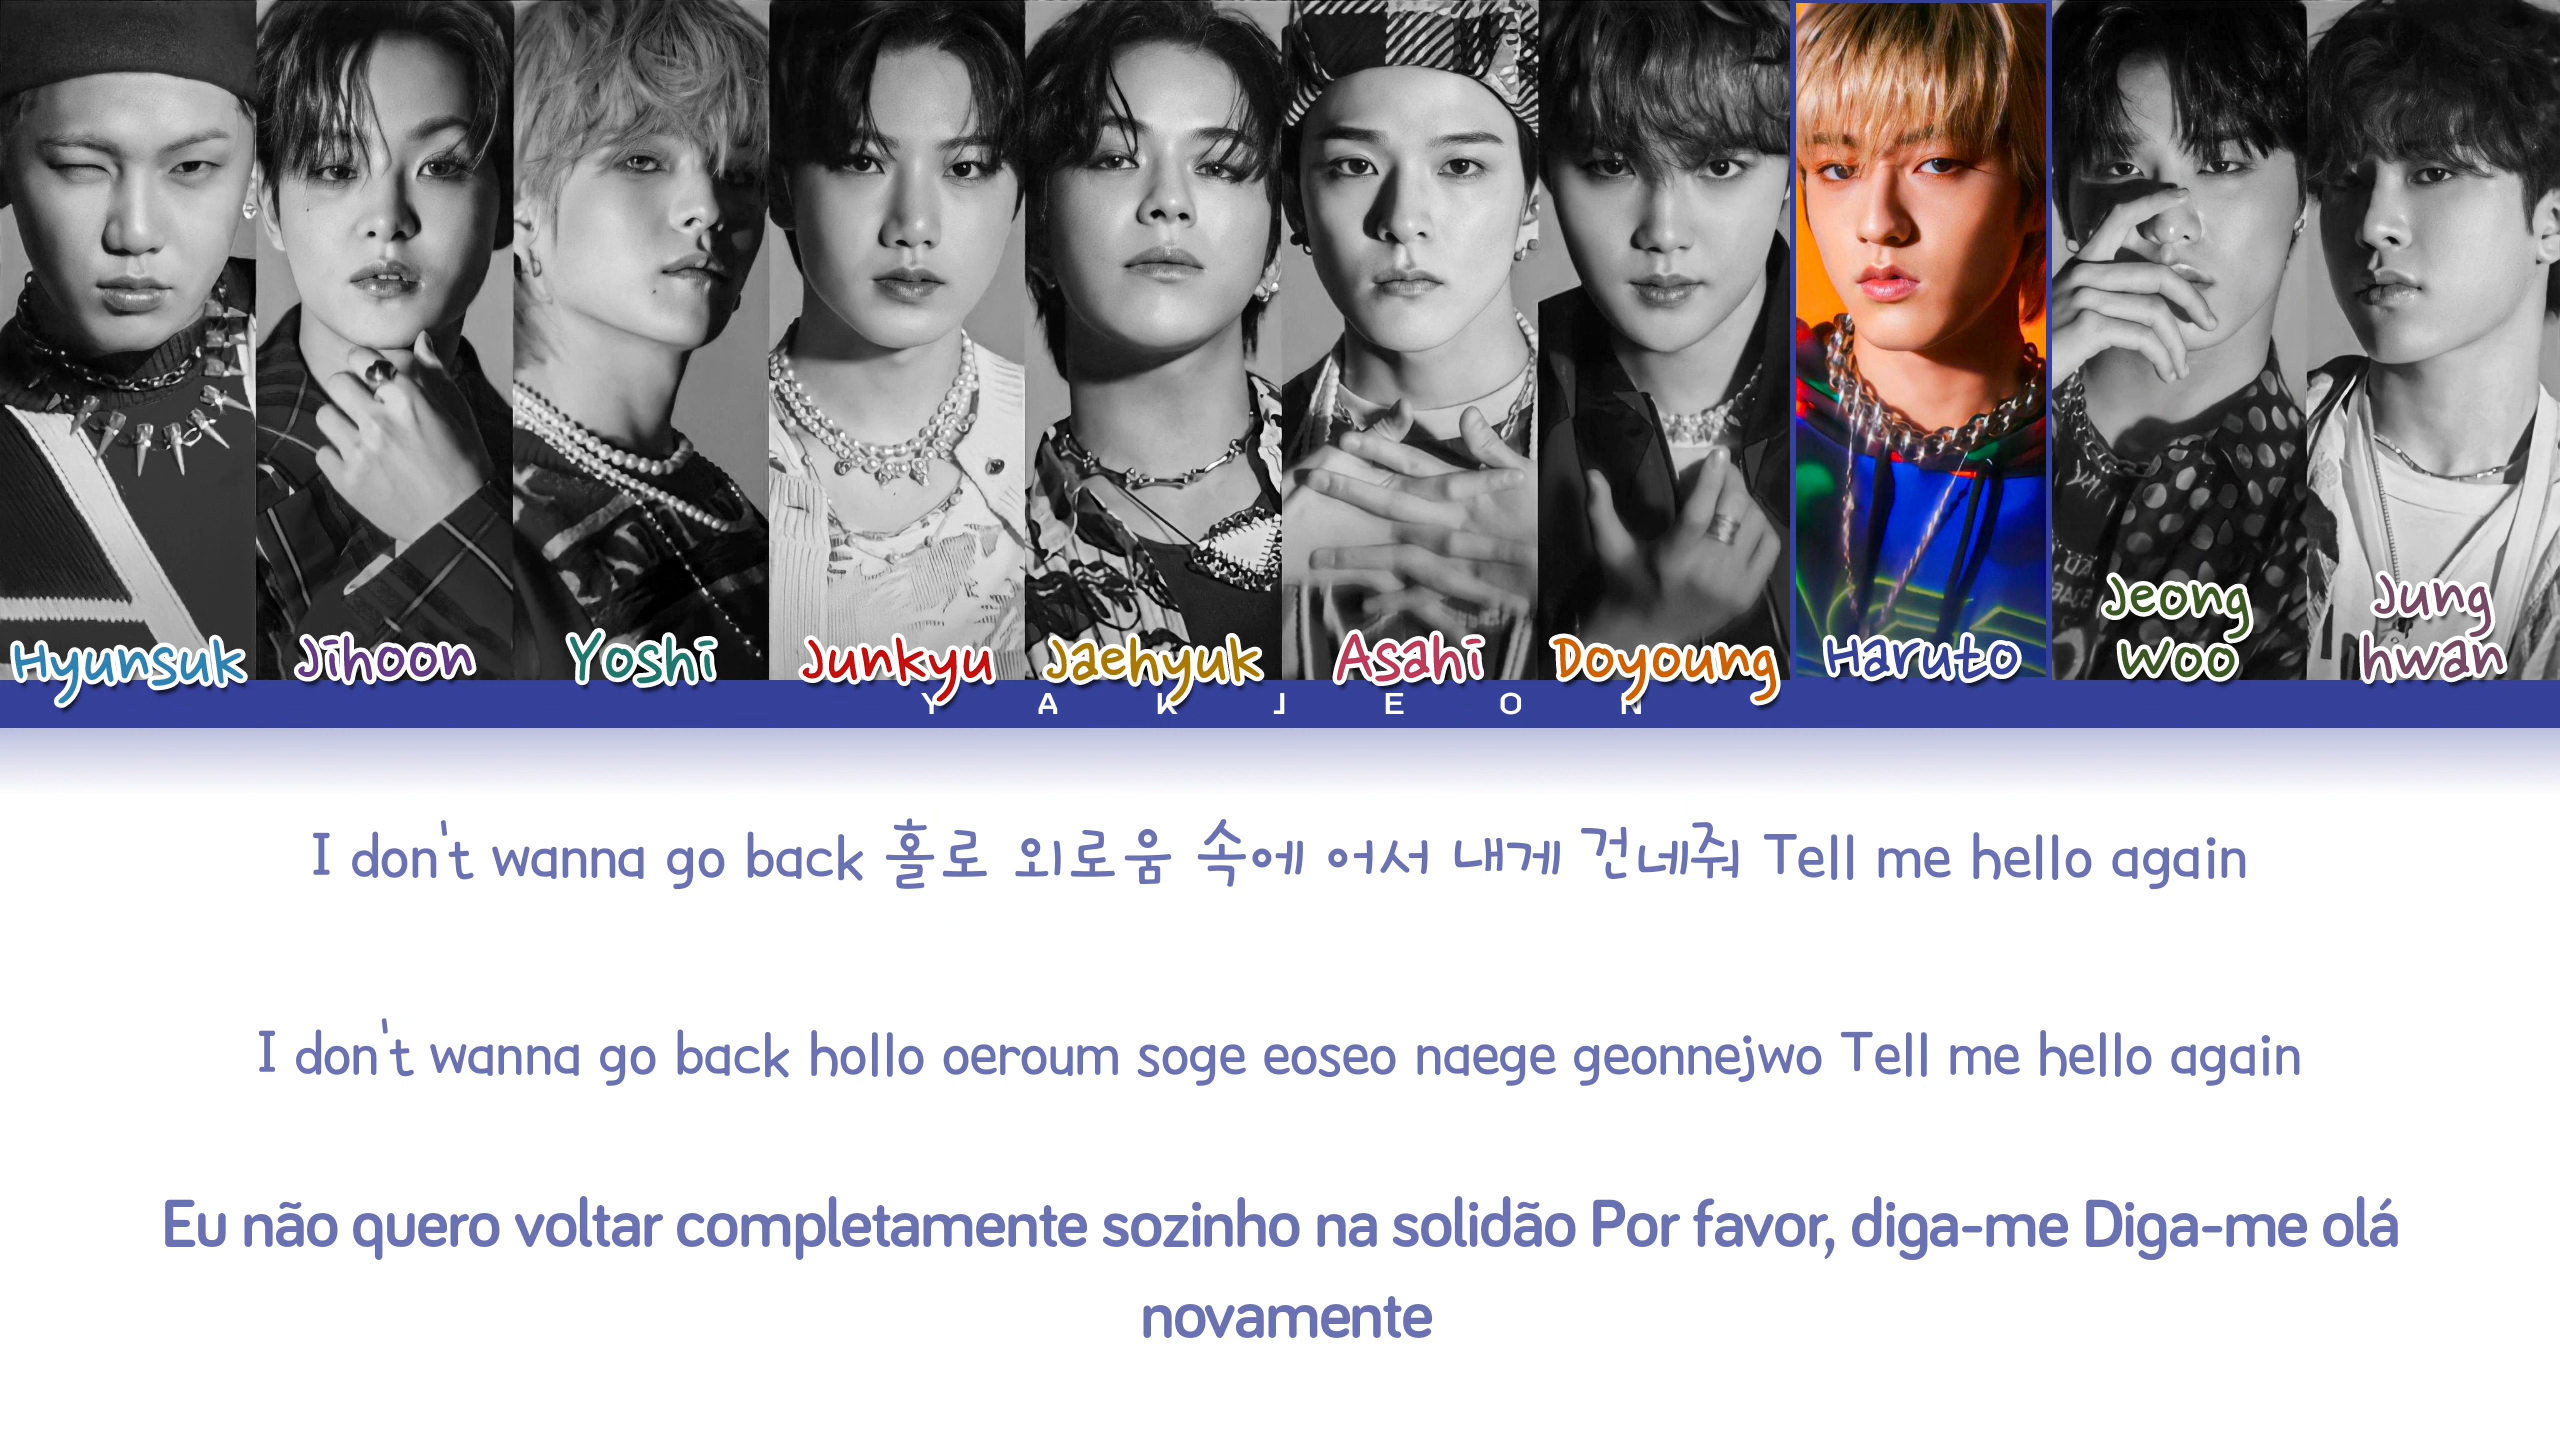 Hyunsuk
Jihoon
Yoshi
Junkyu
Jaehyuk
Asahi
Doyoung
Haruto
Jeong
Woo
Jung
hwan
Y A K J E O N
I don't wanna go back 홀로 외로움 속에 어서 내게 건네줘 Tell me hello again
I don't wanna go back hollo oeroum soge eoseo naege geonnejwo Tell me hello again
Eu não quero voltar completamente sozinho na solidão Por favor, diga-me Diga-me olá
novamente